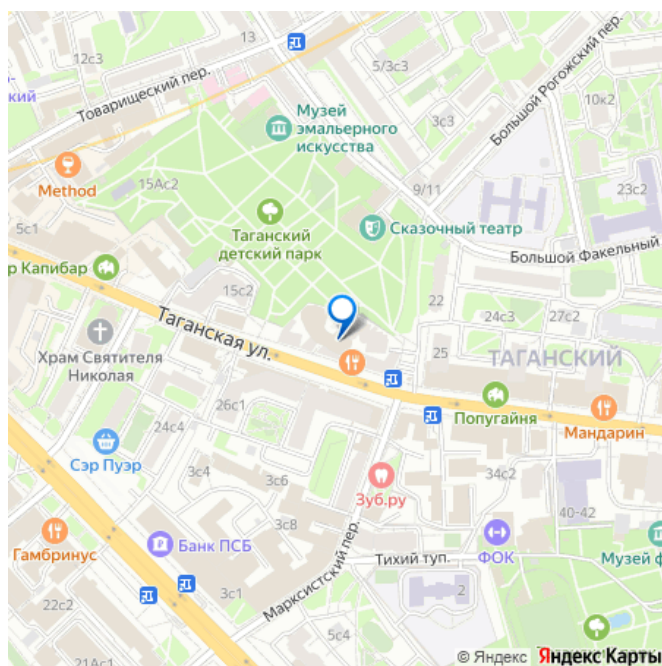 12с3
13
5/3с3
10к2
Товарищеский пер.
ский
Музей
эмальерного
искусства
3с3
Большой Рогожский пер.
Method
15Ас2
9/11
23с2
5с1
Таганский
детский парк
Сказочный театр
Большой Факельный
р Капибар
15с2
22
24с3
27с2
Таганская ул.
Храм Святителя
Николая
25
ТАГАНСКИЙ
26с1
Попугайня
Мандарин
24с4
Сэр Пуэр
3с4
3с6
Зуб.ру
34с2
40-42
3с8
Гамбринус
Банк ПСБ
Марксистский пер.
Тихий туп.
ФОК
Музей ф
3с1
2
22с2
5с4
21Ас1
© Яндекс Яндекс Карты